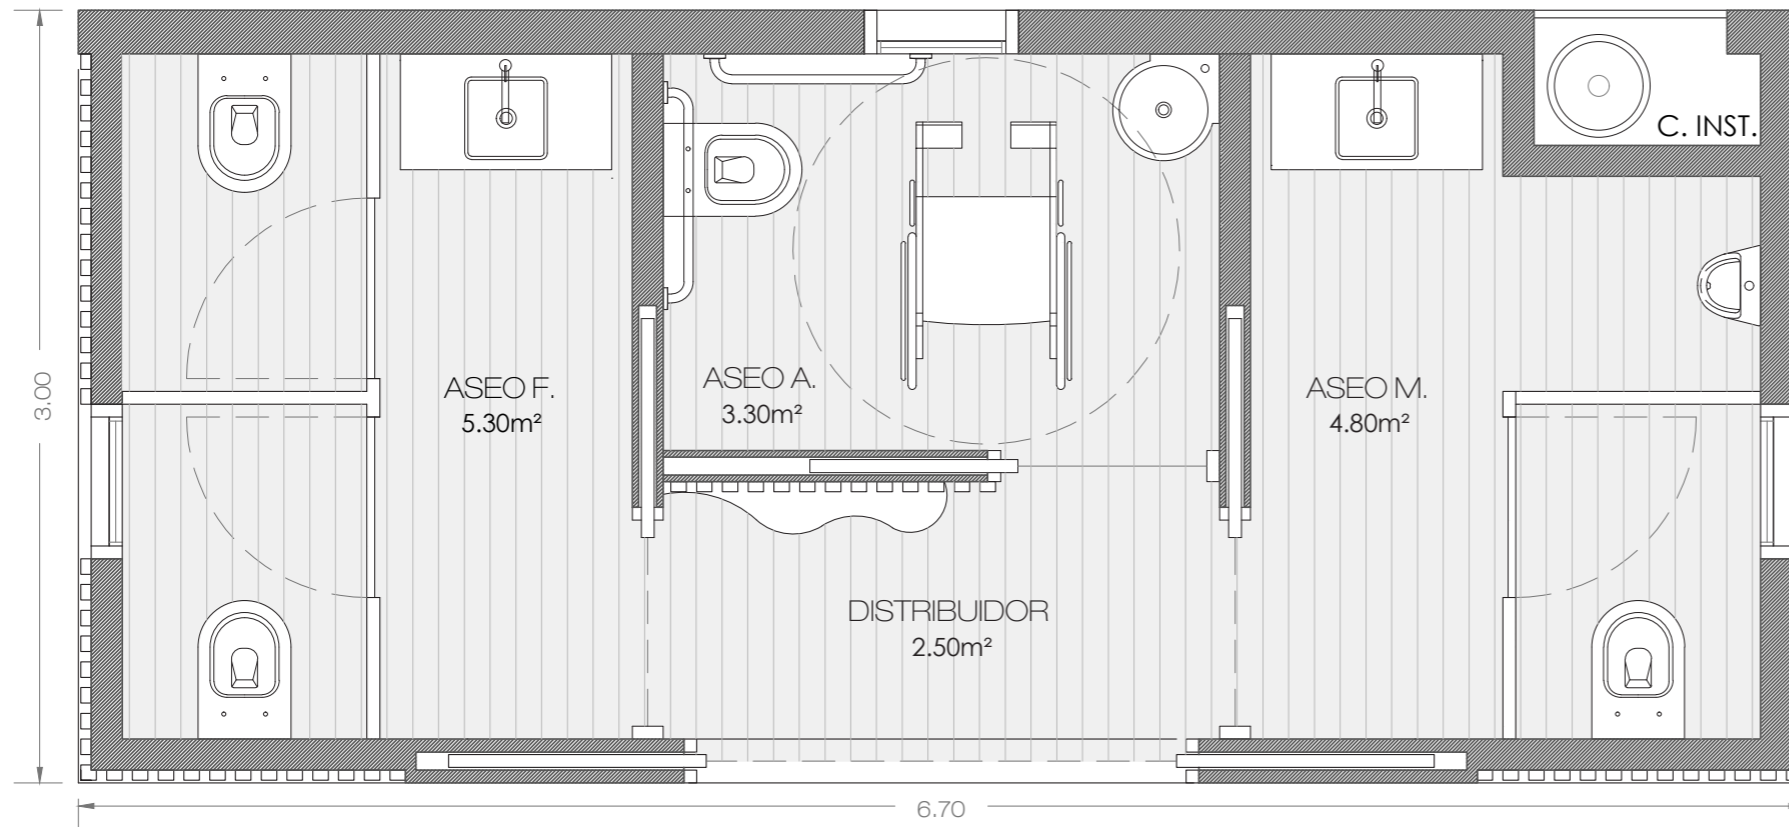 C. INST.
3.00
ASEO F.
5.30m²
ASEO A.
3.30m²
ASEO M.
4.80m²
DISTRIBUIDOR
2.50m²
6.70